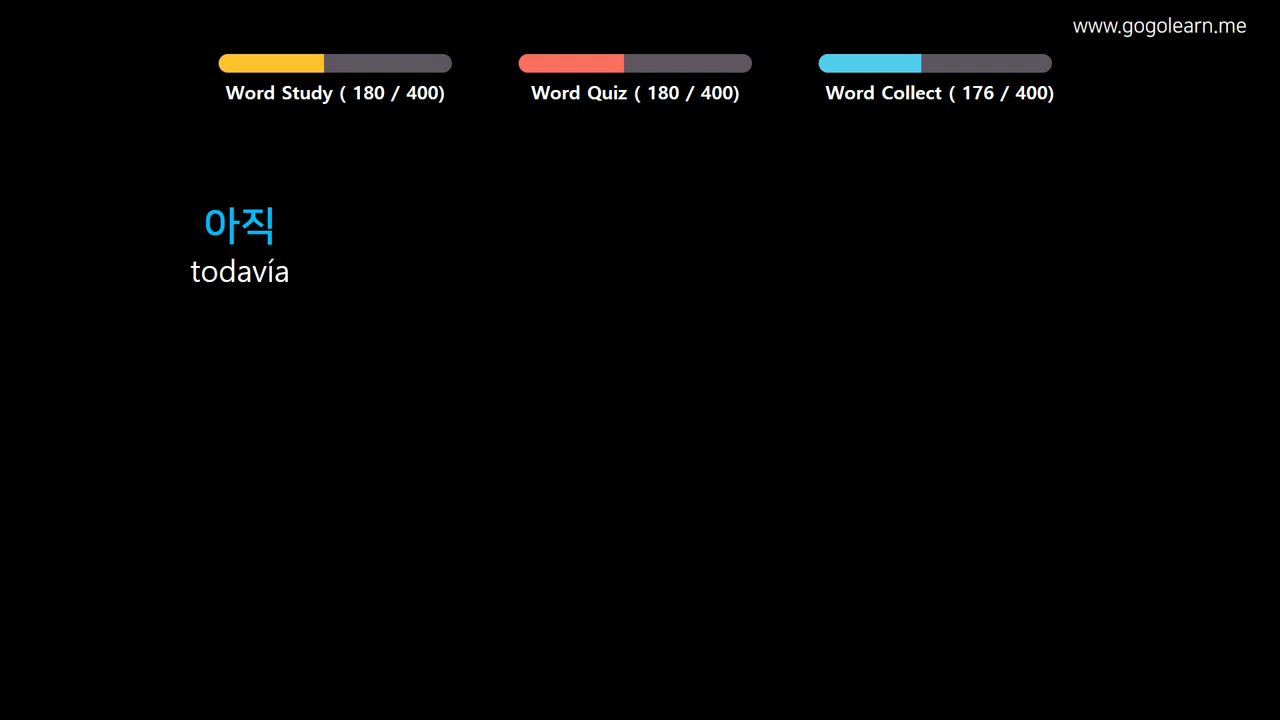 www.gogolearn.me
Word Study ( 180 / 400)
Word Quiz ( 180 / 400)
Word Collect ( 176 / 400)
아직
todavía